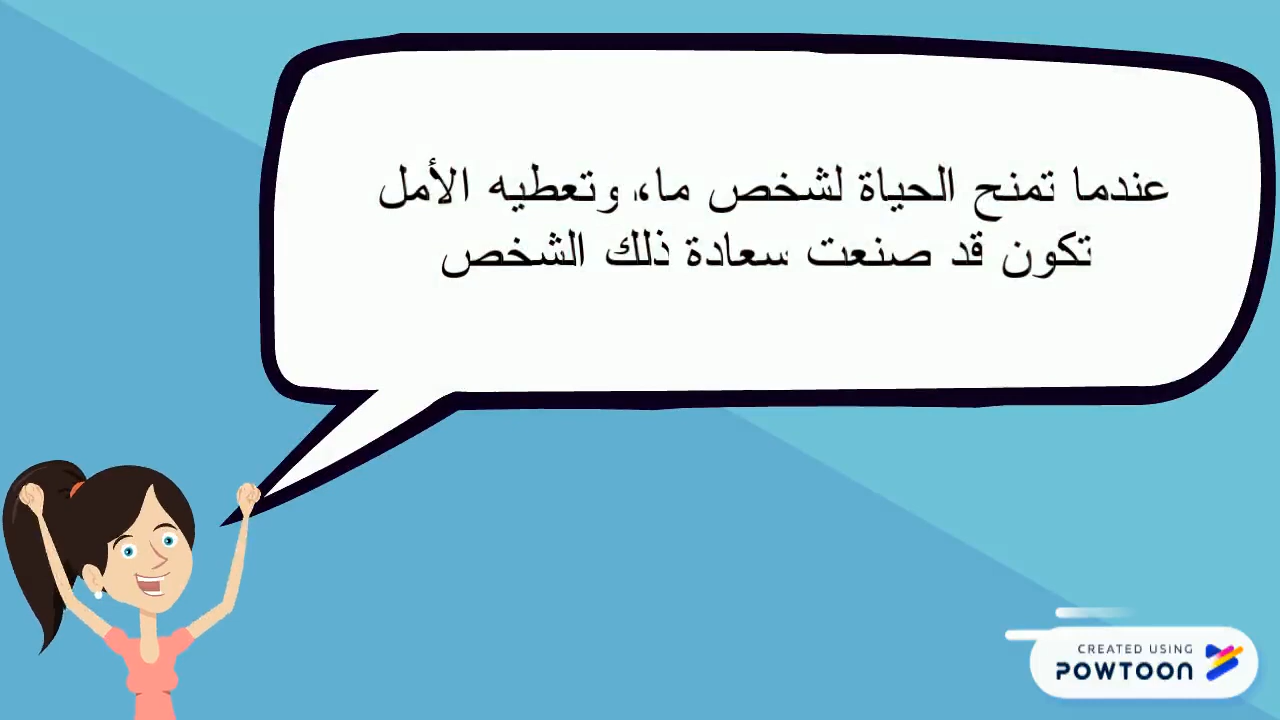 عندما تمنح الحياة لشخص ما،، وتعطيه الأمل
تكون قد صنعت سعادة ذلك الشخص
CREATED USING
POWTOON